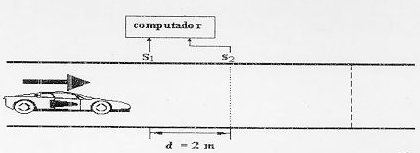 computador
S1 S2
d = 2 m